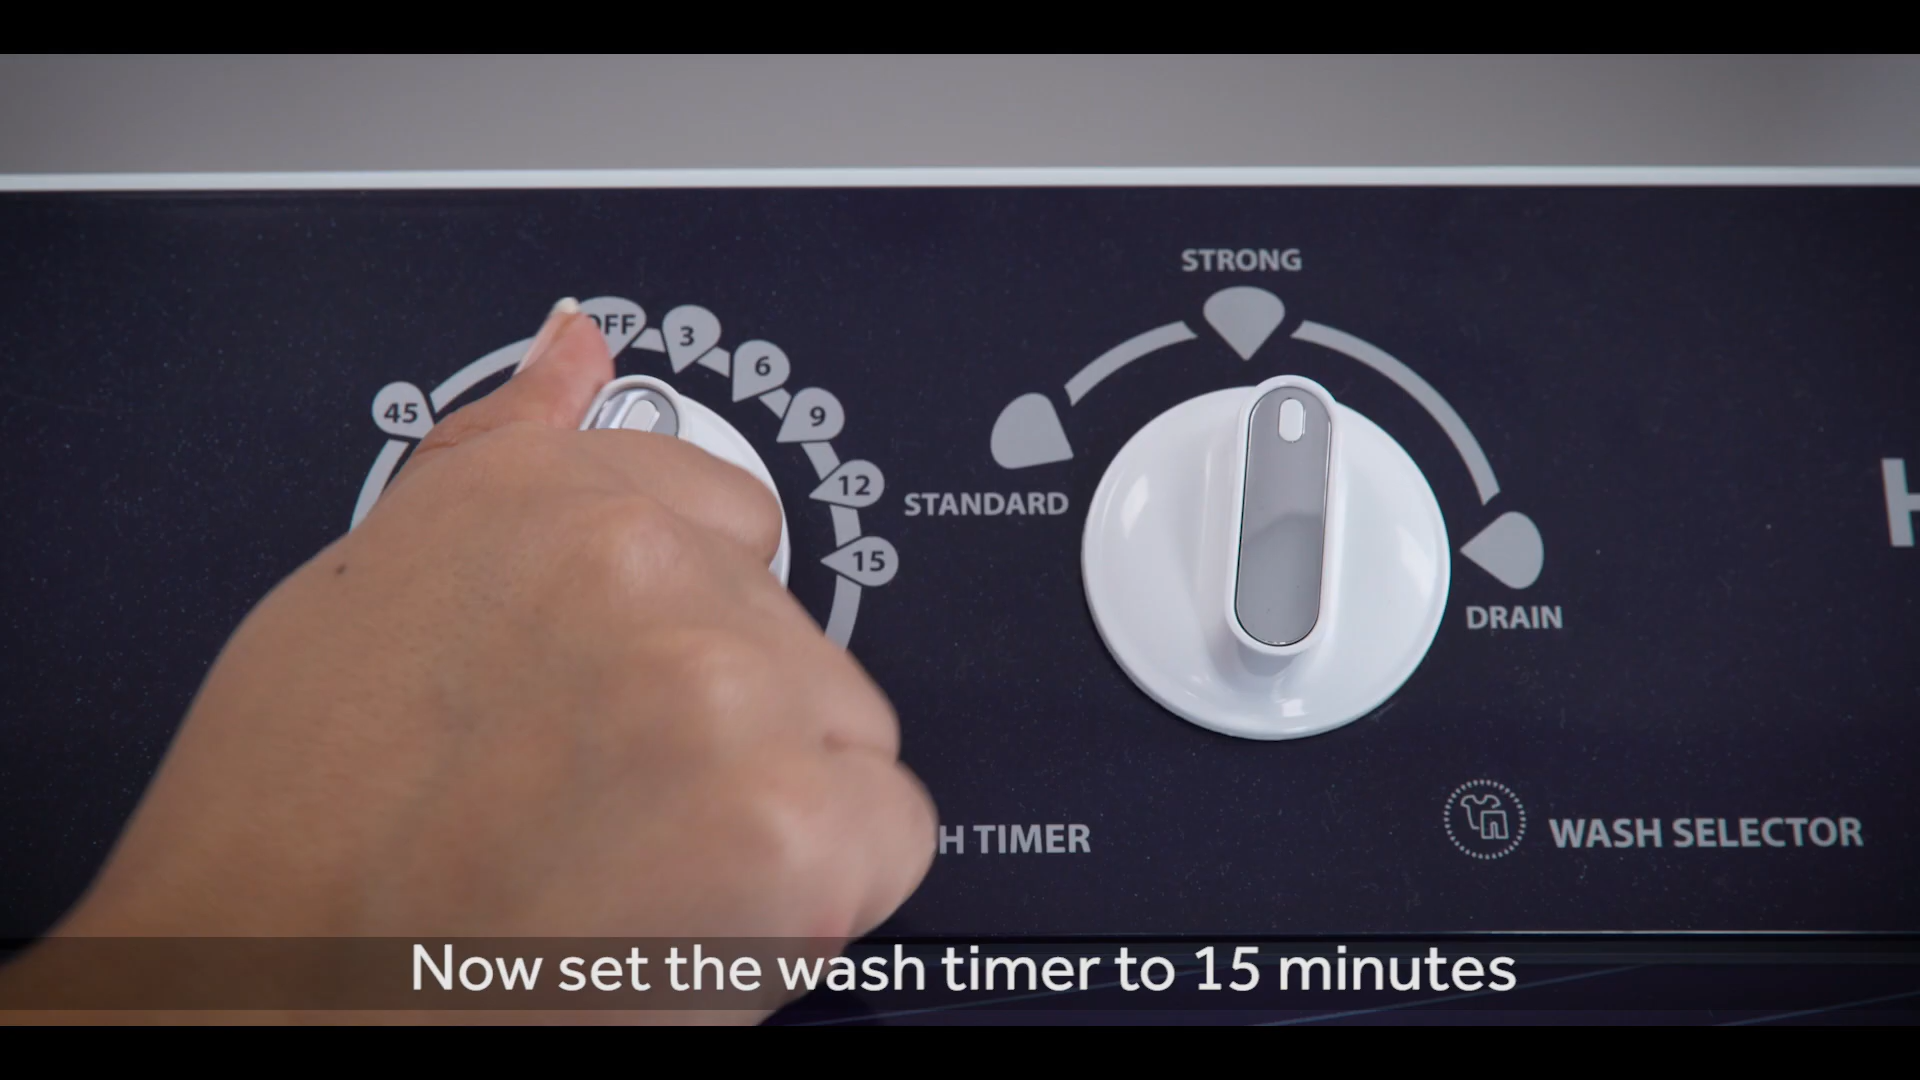 STRONG
OFF
3
6
9
12
15
45
STANDARD
DRAIN
H TIMER
WASH SELECTOR
H
Now set the wash timer to 15 minutes